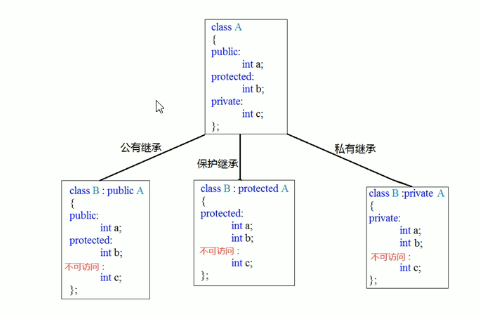 class A
{
public:
int a;
protected:
int b;
private:
int c;
};
公有继承
保护继承
私有继承
class B : public A
{
public:
int a;
protected:
int b;
不可访问：
int c;
};
class B : protected A
{
protected:
int a;
int b;
不可访问：
int c;
};
class B :private A
{
private:
int a;
int b;
不可访问：
int c;
};